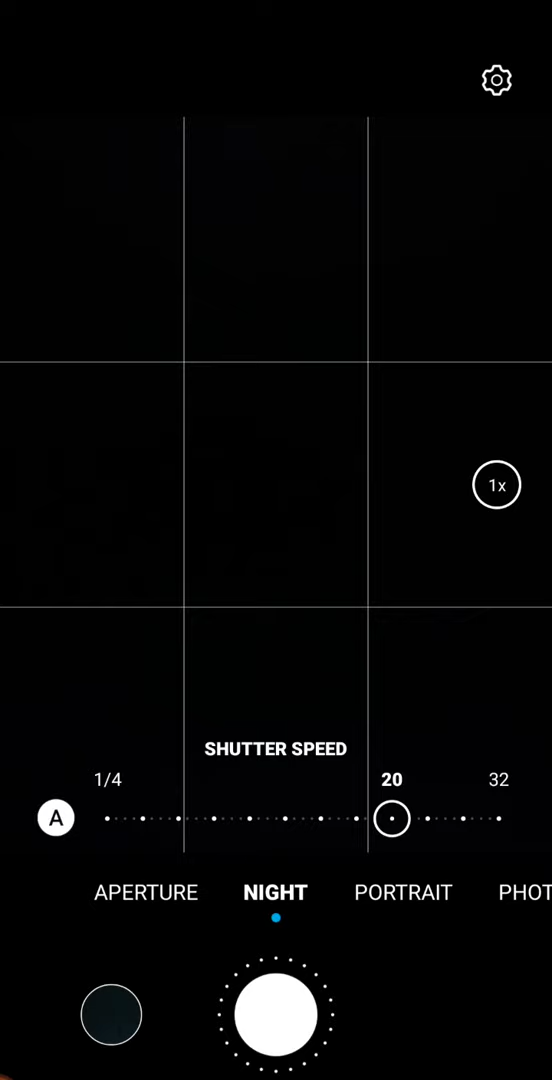 1x
SHUTTER SPEED
1/4 20 32
A
APERTURE NIGHT PORTRAIT PHOT